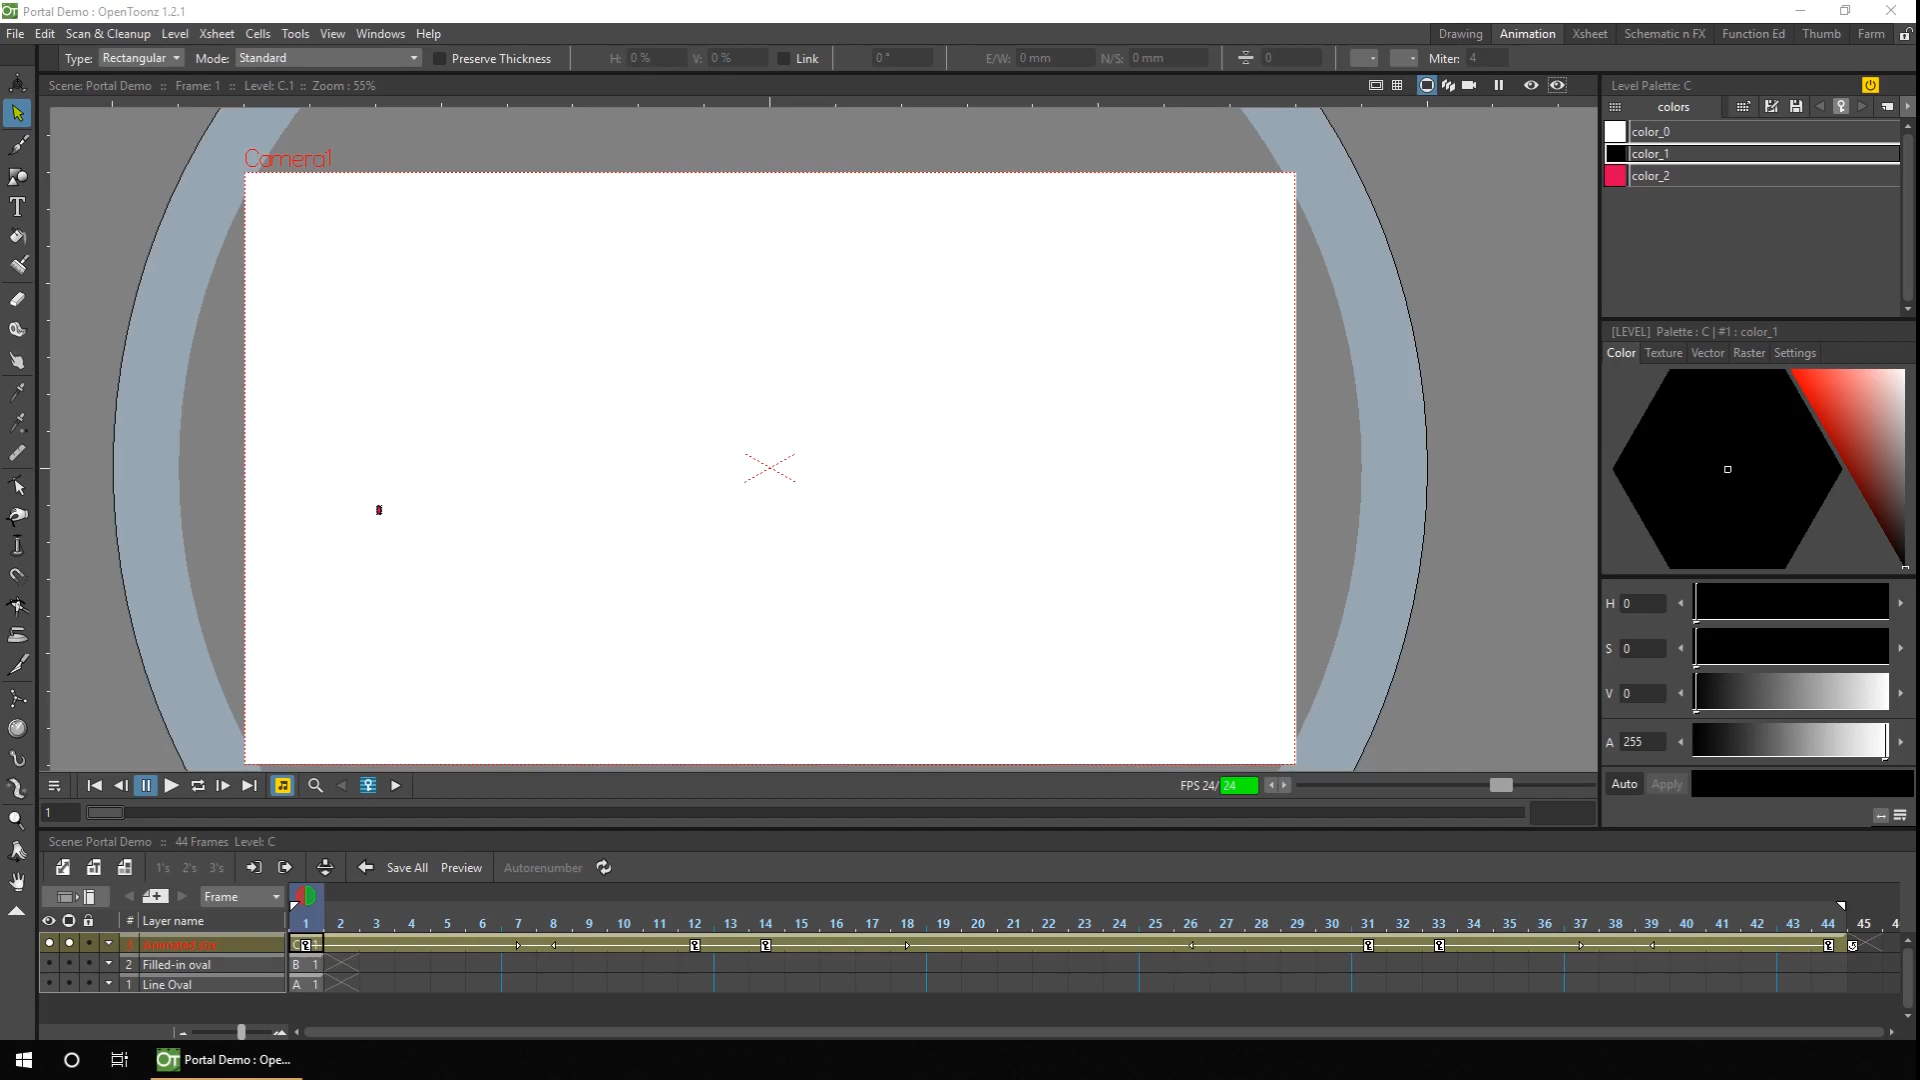 Portal Demo : OpenToonz 1.2.1
File Edit Scan & Cleanup Level Xsheet Cells Tools View Windows Help
Drawing Animation Xsheet Schematic n FX Function Ed Thumb Farm
Type: Rectangular Mode: Standard Preserve Thickness H: 0 % V: 0 % Link 0 ° E/W: 0 mm N/S: 0 mm 0 Miter: 4
Scene: Portal Demo :: Frame: 1 :: Level: C.1 :: Zoom : 55%
Level Palette: C
colors
color_0
color_1
color_2
Camera1
[LEVEL] Palette : C | #1 : color_1
Color Texture Vector Raster Settings
H 0
S 0
V 0
A 255
Auto Apply
FPS 24/ 24
1
Scene: Portal Demo :: 44 Frames Level: C
1's 2's 3's Save All Preview Autorenumber
Frame
# Layer name
1 2 3 4 5 6 7 8 9 10 11 12 13 14 15 16 17 18 19 20 21 22 23 24 25 26 27 28 29 30 31 32 33 34 35 36 37 38 39 40 41 42 43 44 45 4
3 C 1
2 Filled-in oval B 1
1 Line Oval A 1
Portal Demo : Ope...